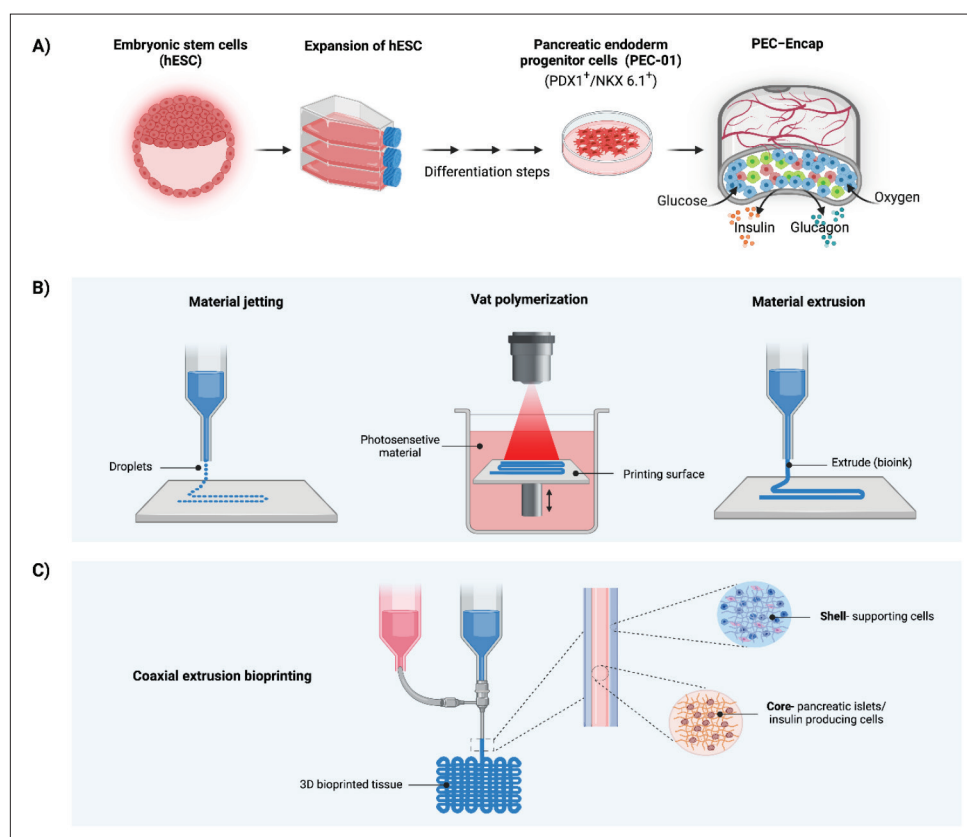 A)
Embryonic stem cells
(hESC)
Expansion of hESC
Pancreatic endoderm
progenitor cells (PEC-01)
(PDX1⁺/NKX 6.1⁺)
PEC–Encap
Differentiation steps
Glucose
Oxygen
Insulin
Glucagon
B)
Material jetting
Vat polymerization
Material extrusion
Droplets
Photosensetive
material
Printing surface
Extrude (bioink)
C)
Coaxial extrusion bioprinting
Shell- supporting cells
Core- pancreatic islets/
insulin producing cells
3D bioprinted tissue